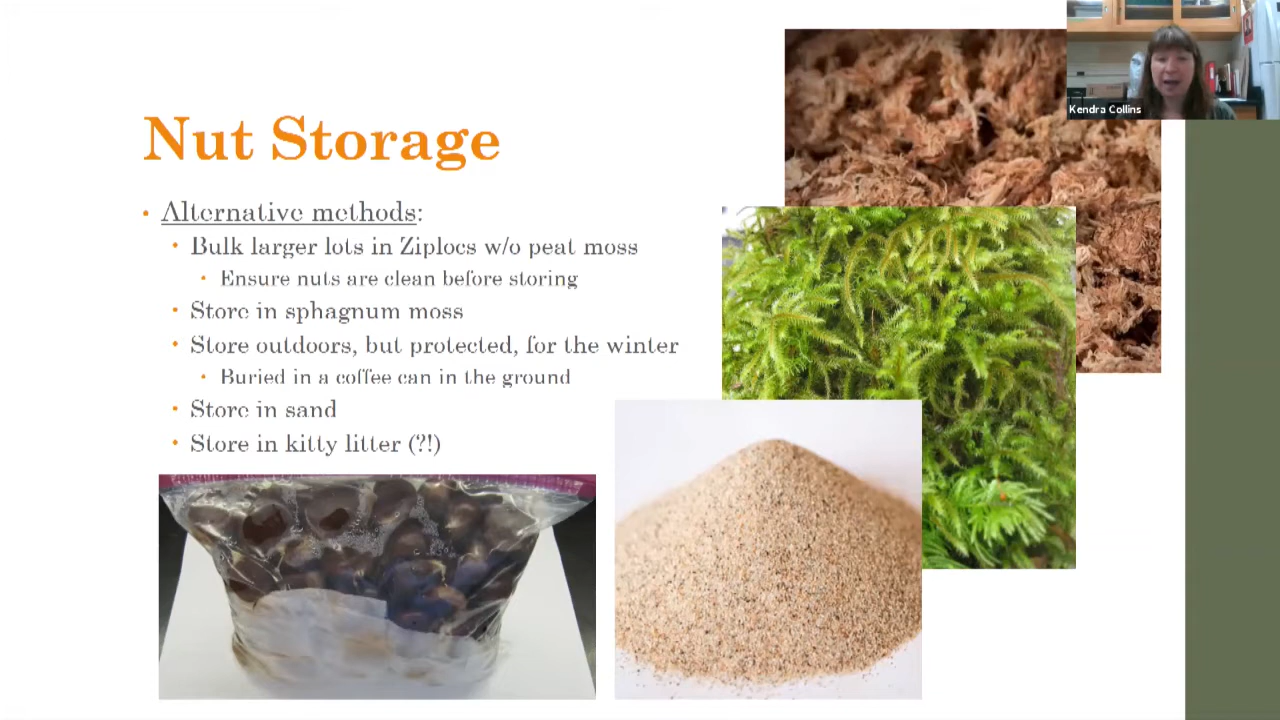 Kendra Collins
Nut Storage
• Alternative methods:
• Bulk larger lots in Ziplocs w/o peat moss
• Ensure nuts are clean before storing
• Store in sphagnum moss
• Store outdoors, but protected, for the winter
• Buried in a coffee can in the ground
• Store in sand
• Store in kitty litter (?!)